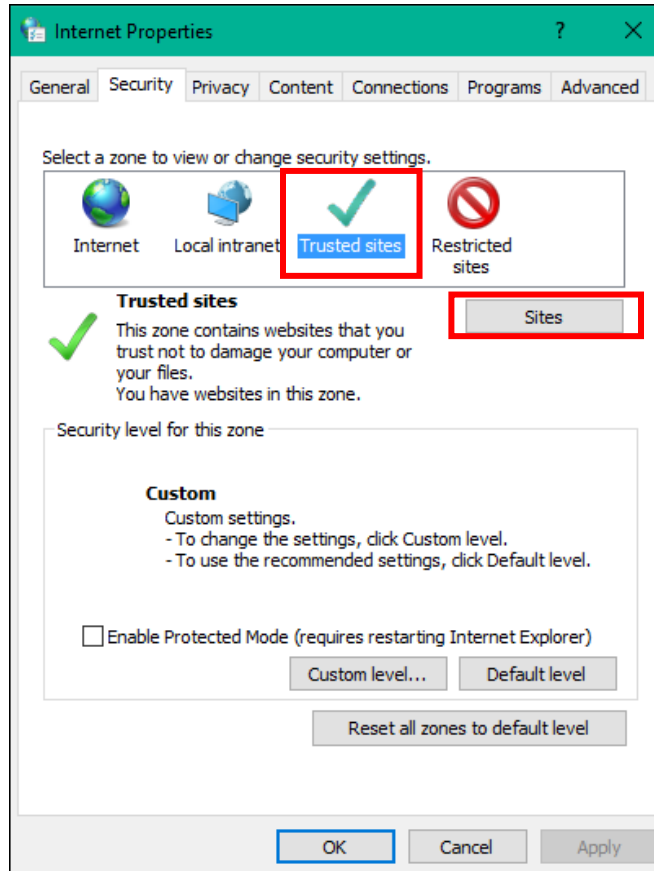 Internet Properties
?
General Security Privacy Content Connections Programs Advanced
Select a zone to view or change security settings.
Internet Local intranet Trusted sites Restricted
sites
Trusted sites
Sites
This zone contains websites that you
trust not to damage your computer or
your files.
You have websites in this zone.
Security level for this zone
Custom
Custom settings.
- To change the settings, click Custom level.
- To use the recommended settings, click Default level.
Enable Protected Mode (requires restarting Internet Explorer)
Custom level... Default level
Reset all zones to default level
OK Cancel Apply